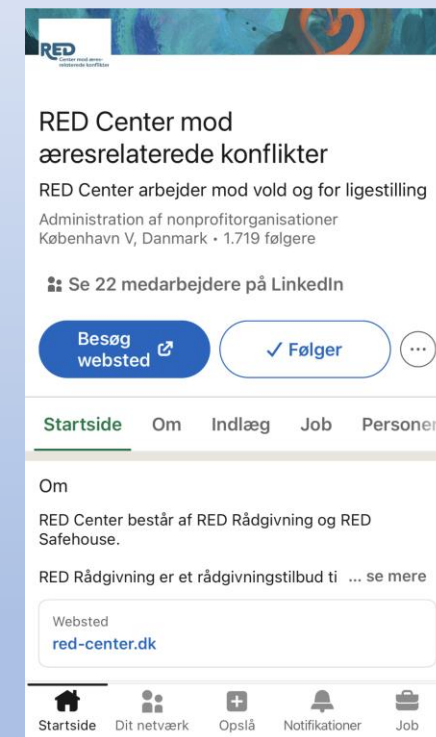 RED
Center mod æres-
relaterede konflikter
RED Center mod
æresrelaterede konflikter
RED Center arbejder mod vold og for ligestilling
Administration af nonprofitorganisationer
København V, Danmark • 1.719 følgere
Se 22 medarbejdere på LinkedIn
Besøg
websted
Følger
Startside Om Indlæg Job Personer
Om
RED Center består af RED Rådgivning og RED
Safehouse.
RED Rådgivning er et rådgivningstilbud ti ... se mere
Websted
red-center.dk
Startside Dit netværk Opslå Notifikationer Job